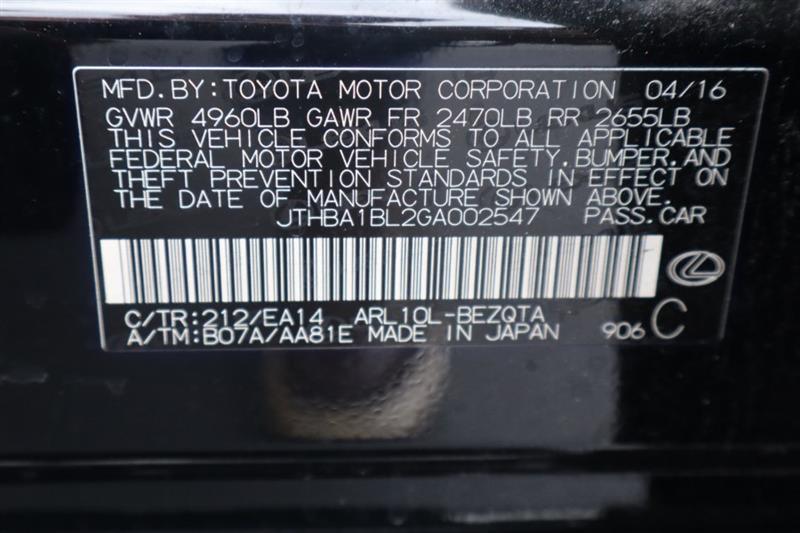 MFD.BY:TOYOTA MOTOR CORPORATION 04/16
GVWR 4960LB GAWR FR 2470LB RR 2655LB
THIS VEHICLE CONFORMS TO ALL APPLICABLE
FEDERAL MOTOR VEHICLE SAFETY.BUMPER.AND
THEFT PREVENTION STANDARDS IN EFFECT ON
THE DATE OF MANUFACTURE SHOWN ABOVE.
JTHBA1BL2GA002547 PASS.CAR
C/TR:212/EA14 ARL10L-BEZQTA
A/TM:B07A/AA81E MADE IN JAPAN 906 C